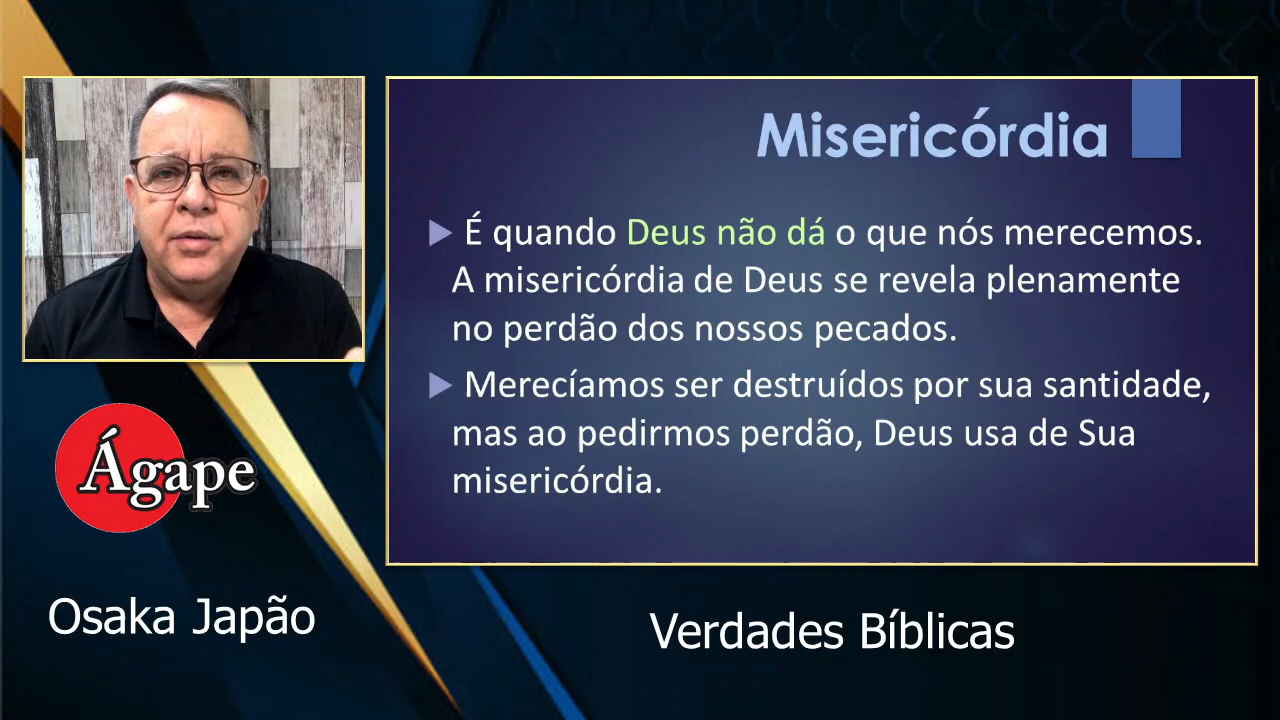 Misericórdia
É quando Deus não dá o que nós merecemos.
A misericórdia de Deus se revela plenamente
no perdão dos nossos pecados.
Merecíamos ser destruídos por sua santidade,
mas ao pedirmos perdão, Deus usa de Sua
misericórdia.
Ágape
Osaka Japão
Verdades Bíblicas